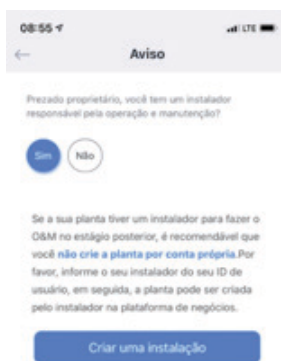 08:55
LTE
Aviso
Prezado proprietário, você tem um instalador
responsável pela operação e manutenção?
Sim
Não
Se a sua planta tiver um instalador para fazer o
O&M no estágio posterior, é recomendável que
você não crie a planta por conta própria.Por
favor, informe o seu instalador do seu ID de
usuário, em seguida, a planta pode ser criada
pelo instalador na plataforma de negócios.
Criar uma instalação